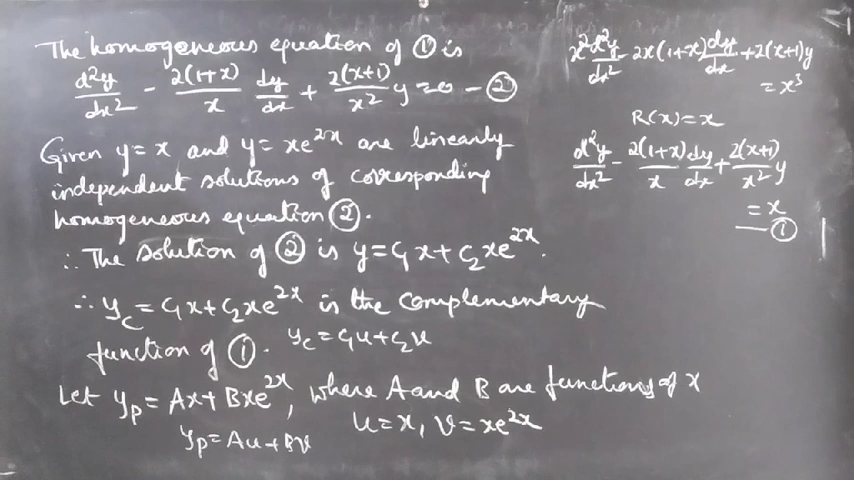 The homogeneous equation of ① is
d²y/dx² - 2(1+x)/x dy/dx + 2(x+1)/x² y = 0 - ②
Given y = x and y = xe^{2x} are linearly
independent solutions of corresponding
homogeneous equation ②.
∴ The solution of ② is y = C₁x + C₂xe^{2x}.
∴ y_c = C₁x + C₂xe^{2x} is the complementary
function of ①. y_c = C₁u + C₂v
Let y_p = Ax + Bxe^{2x}, where A and B are functions of x
y_p = Au + Bv u = x, v = xe^{2x}
x² d²y/dx² - 2x(1+x) dy/dx + 2(x+1)y
= x³
R(x) = x
d²y/dx² - 2(1+x)/x dy/dx + 2(x+1)/x² y
= x
— ①